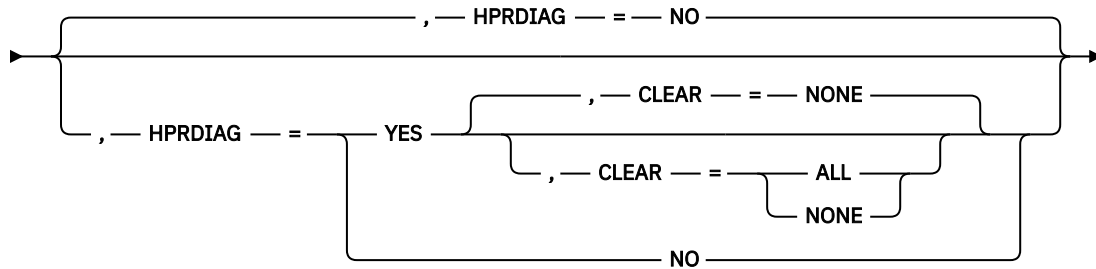 , HPRDIAG = NO
, CLEAR = NONE
, HPRDIAG = YES
, CLEAR = ALL
NONE
NO